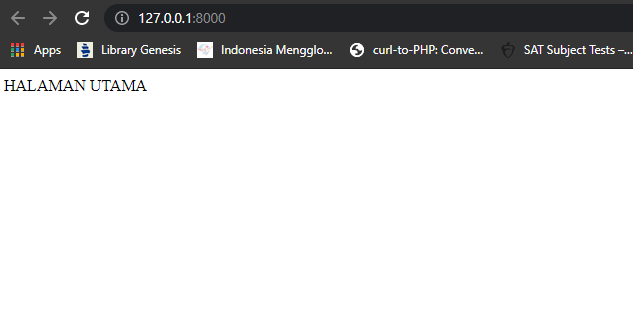 127.0.0.1:8000
Apps Library Genesis Indonesia Mengglo... curl-to-PHP: Conve... SAT Subject Tests –...
HALAMAN UTAMA